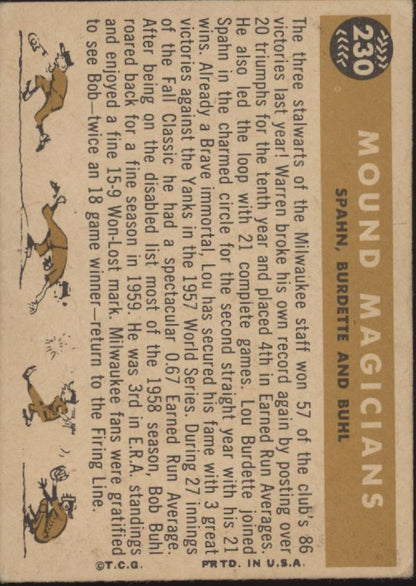 230
MOUND MAGICIANS
SPAHN, BURDETTE AND BUHL
The three stalwarts of the Milwaukee staff won 57 of the club's 86
victories last year! Warren broke his own record again by posting over
20 triumphs for the tenth year and placed 4th in Earned Run Averages.
He also led the loop with 21 complete games. Lou Burdette joined
Spahn in the charmed circle for the second straight year with his 21
wins. Already a Brave immortal, Lou has secured his fame with 3 great
victories against the Yanks in the 1957 World Series. During 27 innings
of the Fall Classic he had a spectacular 0.67 Earned Run Average.
After being on the disabled list most of the 1958 season, Bob Buhl
roared back for a fine season in 1959. He was 3rd in E.R.A. standings
and enjoyed a fine 15-9 Won-Lost mark. Milwaukee fans were gratified
to see Bob—twice an 18 game winner—return to the Firing Line.
©T.C.G. PRTD. IN U.S.A.